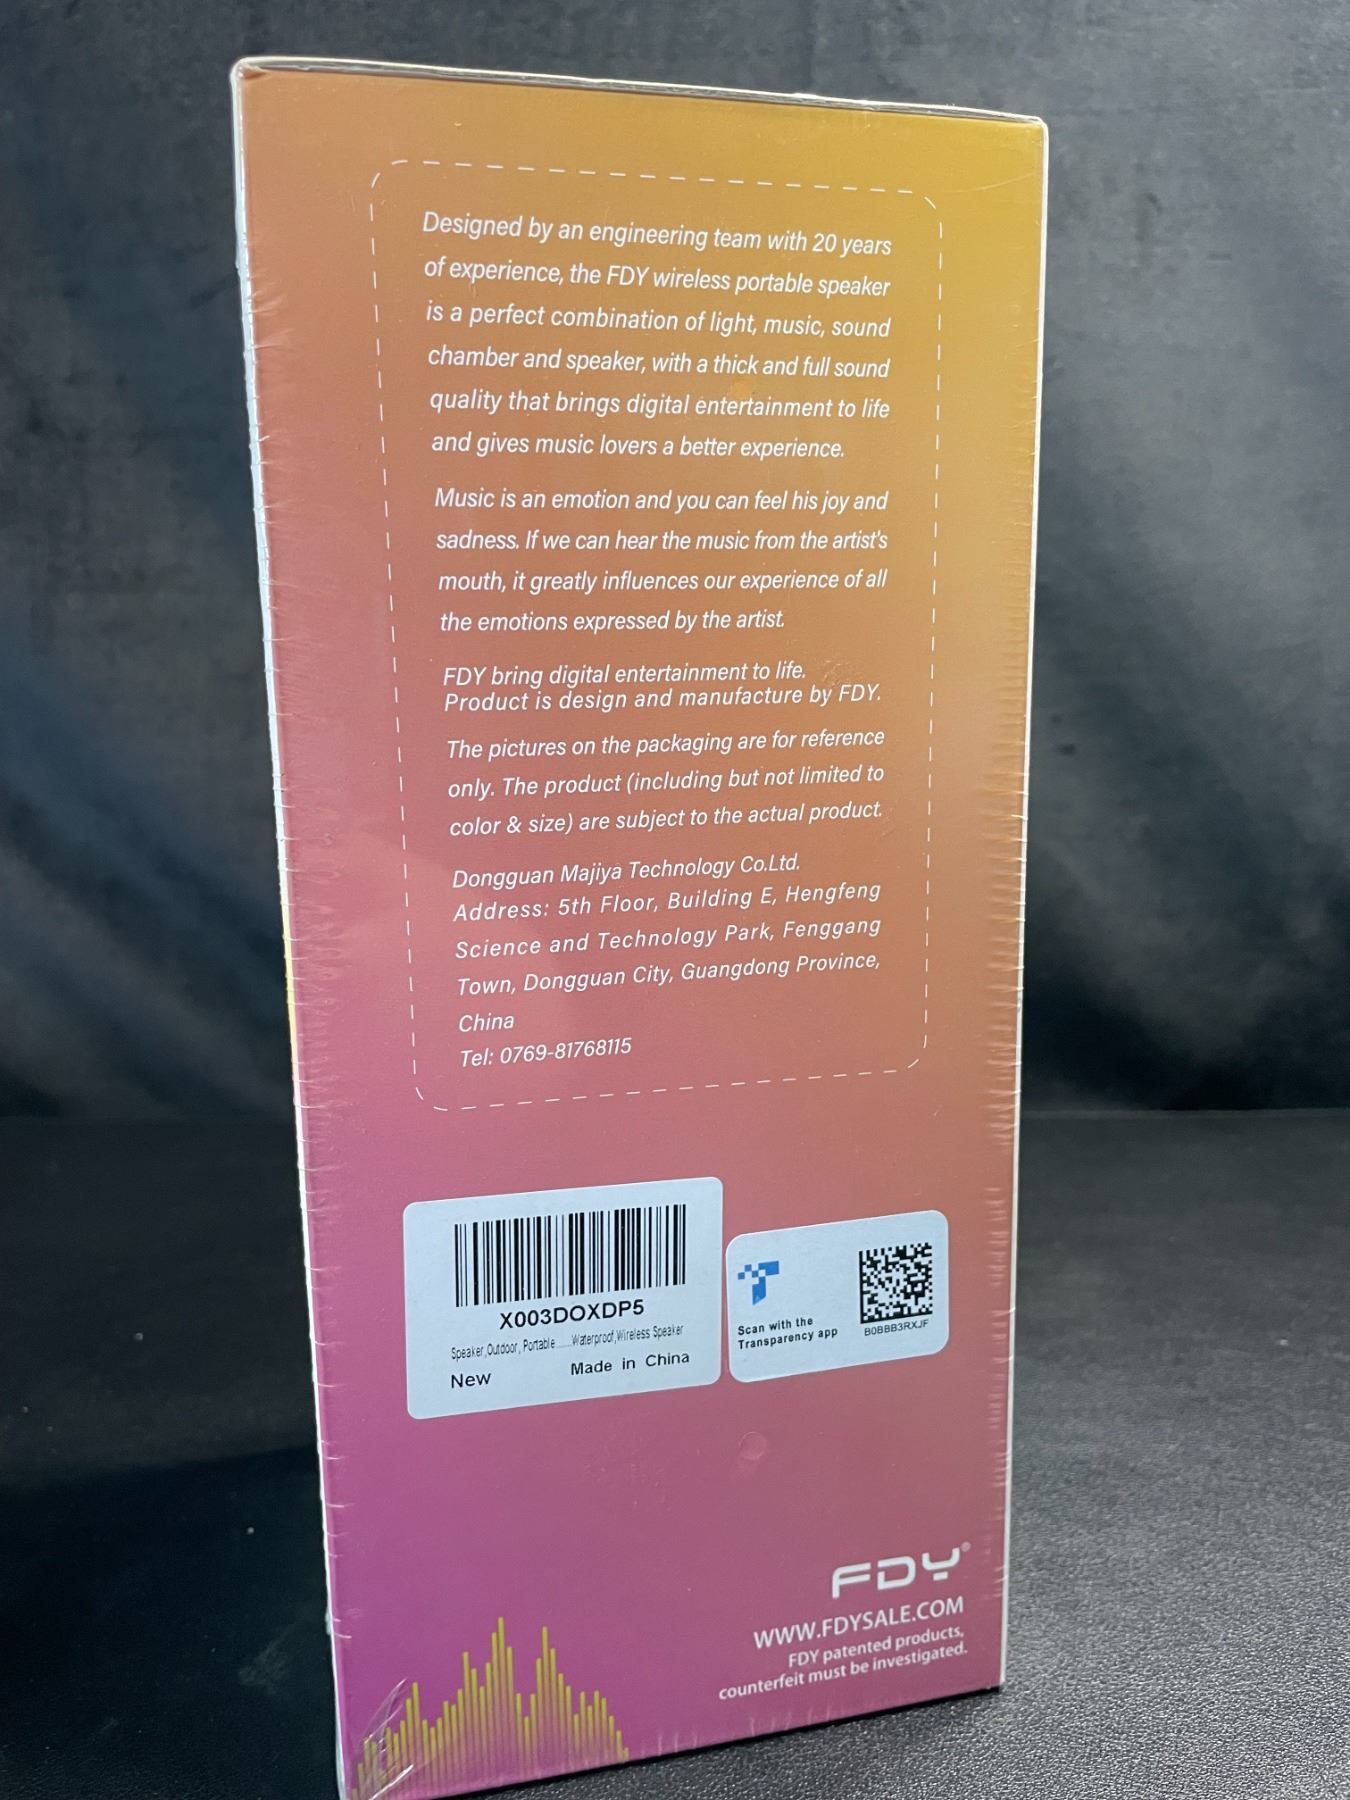 Designed by an engineering team with 20 years
of experience, the FDY wireless portable speaker
is a perfect combination of light, music, sound
chamber and speaker, with a thick and full sound
quality that brings digital entertainment to life
and gives music lovers a better experience.
Music is an emotion and you can feel his joy and
sadness. If we can hear the music from the artist's
mouth, it greatly influences our experience of all
the emotions expressed by the artist.
FDY bring digital entertainment to life.
Product is design and manufacture by FDY.
The pictures on the packaging are for reference
only. The product (including but not limited to
color & size) are subject to the actual product.
Dongguan Majiya Technology Co.Ltd.
Address: 5th Floor, Building E, Hengfeng
Science and Technology Park, Fenggang
Town, Dongguan City, Guangdong Province,
China
Tel: 0769-81768115
X003DOXDP5
Speaker,Outdoor, Portable......Waterproof,Wireless Speaker
New Made in China
Scan with the
Transparency app
B0BBB3RXJF
FDY®
WWW.FDYSALE.COM
FDY patented products,
counterfeit must be investigated.